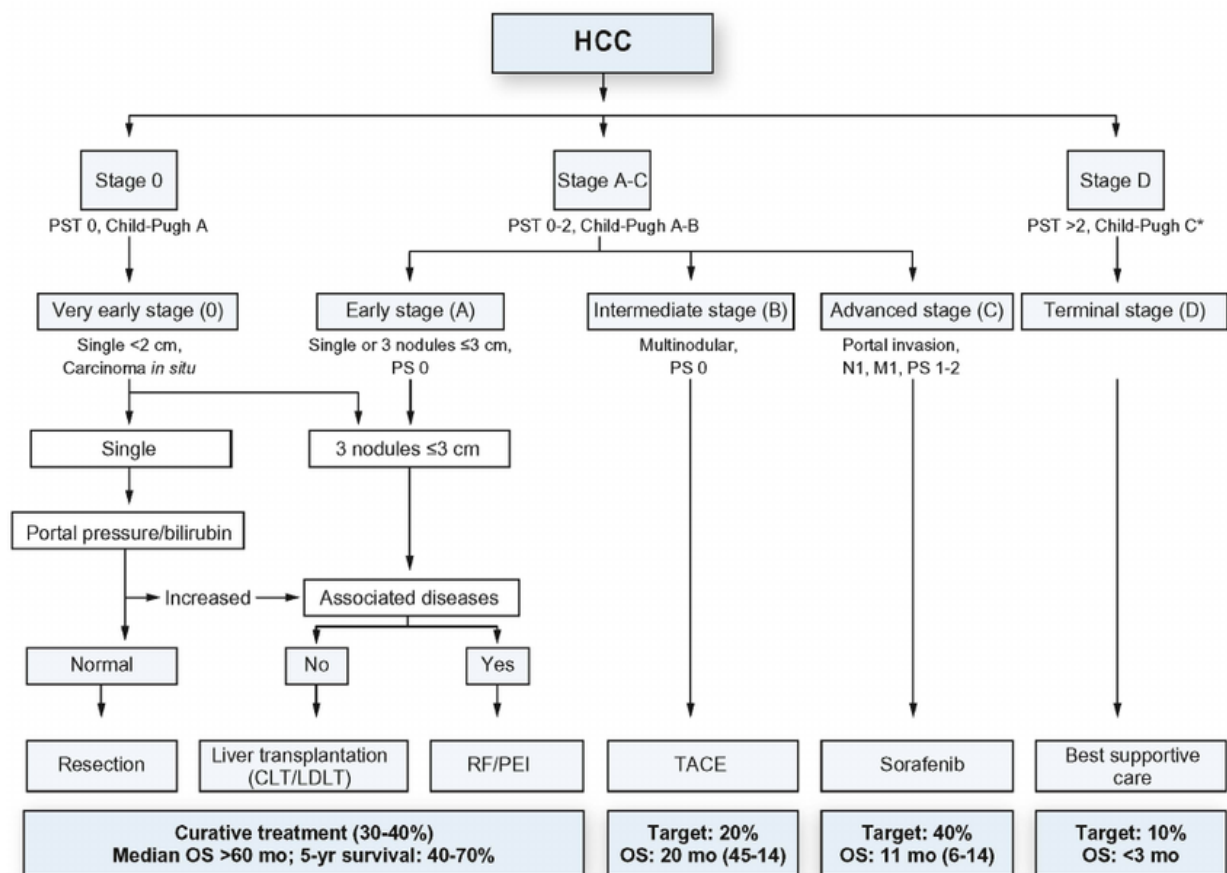 HCC
Stage 0
PST 0, Child-Pugh A
Stage A-C
PST 0-2, Child-Pugh A-B
Stage D
PST >2, Child-Pugh C*
Very early stage (0)
Single <2 cm,
Carcinoma in situ
Early stage (A)
Single or 3 nodules ≤3 cm,
PS 0
Intermediate stage (B)
Multinodular,
PS 0
Advanced stage (C)
Portal invasion,
N1, M1, PS 1-2
Terminal stage (D)
Single
3 nodules ≤3 cm
Portal pressure/bilirubin
Increased
Associated diseases
Normal
No
Yes
Resection
Liver transplantation
(CLT/LDLT)
RF/PEI
TACE
Sorafenib
Best supportive
care
Curative treatment (30-40%)
Median OS >60 mo; 5-yr survival: 40-70%
Target: 20%
OS: 20 mo (45-14)
Target: 40%
OS: 11 mo (6-14)
Target: 10%
OS: <3 mo